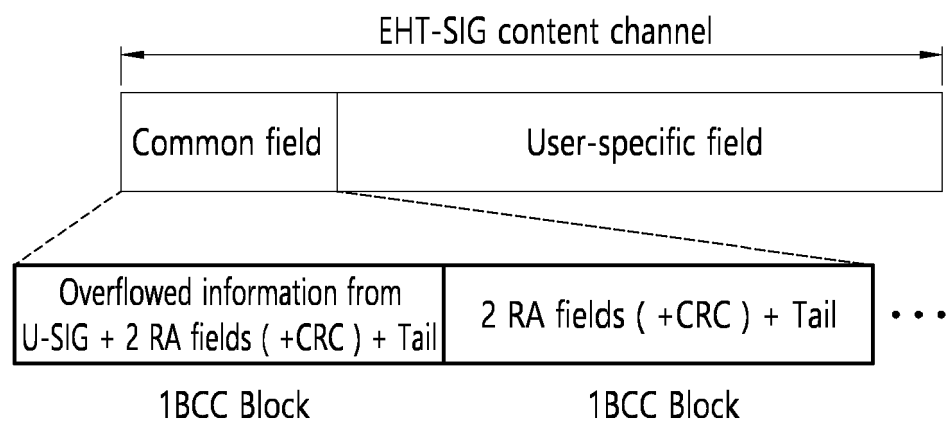 EHT-SIG content channel
Common field
User-specific field
Overflowed information from
U-SIG + 2 RA fields ( +CRC ) + Tail
2 RA fields ( +CRC ) + Tail
• • •
1BCC Block
1BCC Block